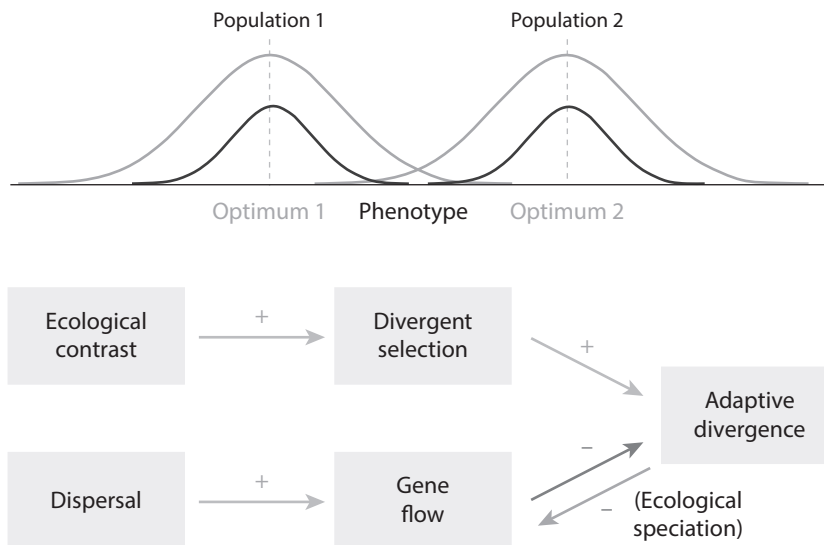 Population 1
Population 2
Optimum 1
Phenotype
Optimum 2
Ecological
contrast
+
Divergent
selection
+
Adaptive
divergence
Dispersal
+
Gene
flow
–
–
(Ecological
speciation)